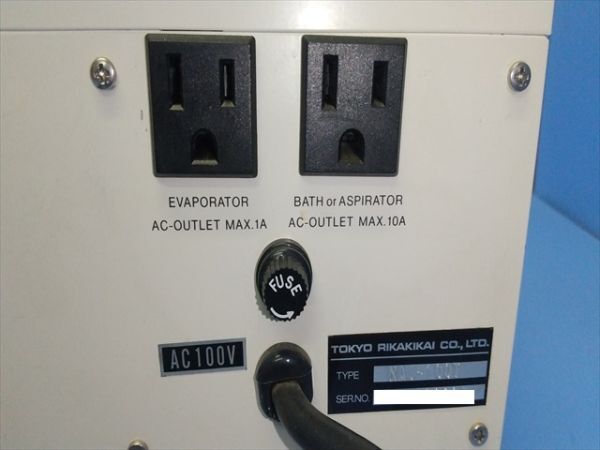 EVAPORATOR
AC-OUTLET MAX.1A
BATH or ASPIRATOR
AC-OUTLET MAX.10A
FUSE
AC100V
TOKYO RIKAKIKAI CO., LTD.
TYPE
SER.NO.